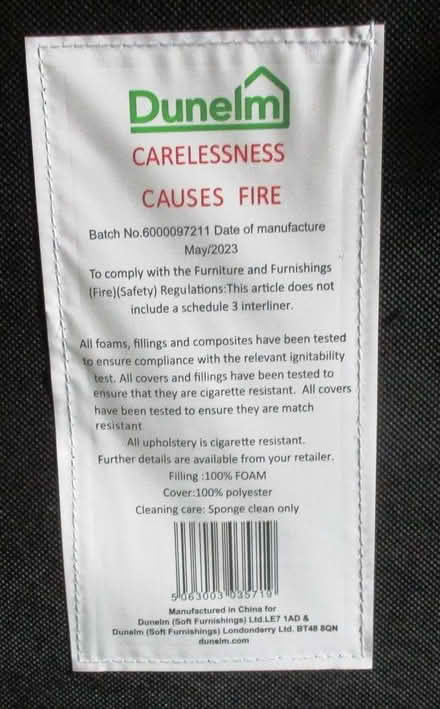 Dunelm
CARELESSNESS
CAUSES FIRE
Batch No.6000097211 Date of manufacture
May/2023
To comply with the Furniture and Furnishings
(Fire)(Safety) Regulations:This article does not
include a schedule 3 interliner.
All foams, fillings and composites have been tested
to ensure compliance with the relevant ignitability
test. All covers and fillings have been tested to
ensure that they are cigarette resistant. All covers
have been tested to ensure they are match
resistant
All upholstery is cigarette resistant.
Further details are available from your retailer.
Filling :100% FOAM
Cover:100% polyester
Cleaning care: Sponge clean only
5 063003 935719
Manufactured in China for
Dunelm (Soft Furnishings) Ltd.LE7 1AD &
Dunelm (Soft Furnishings) Londonderry Ltd. BT48 8QN
dunelm.com